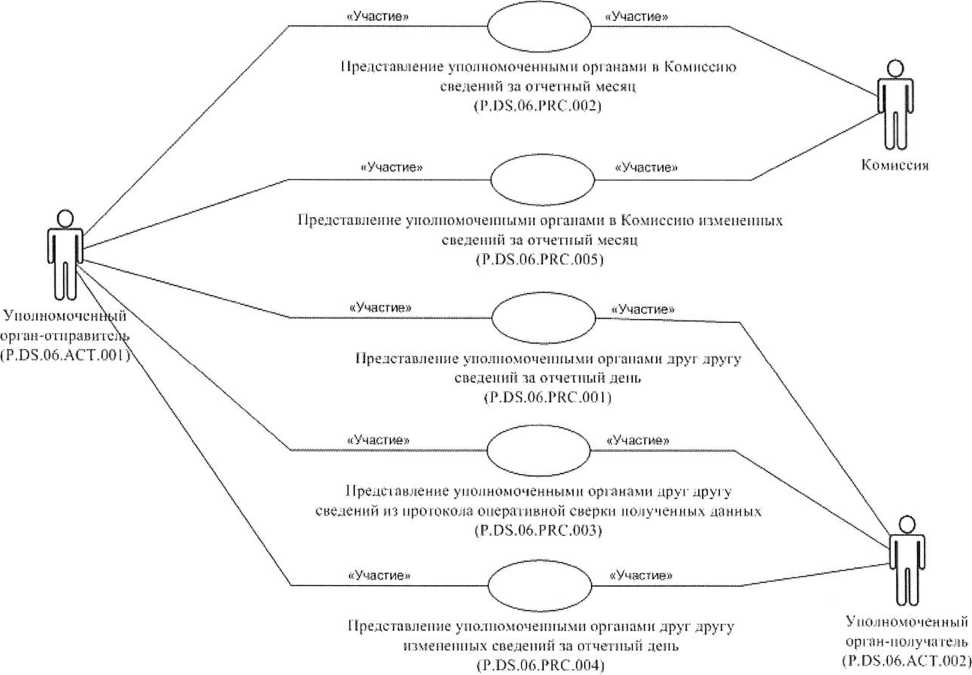 «Участие»
«Участие»
Представление уполномоченными органами в Комиссию
сведений за отчетный месяц
(P.DS.06.PRC.002)
Комиссия
«Участие»
«Участие»
Представление уполномоченными органами в Комиссию измененных
сведений за отчетный месяц
(P.DS.06.PRC.005)
Уполномоченный
орган-отправитель
(P.DS.06.ACT.001)
«Участие»
«Участие»
Представление уполномоченными органами друг другу
сведений за отчетный день
(P.DS.06.PRC.001)
«Участие»
«Участие»
Представление уполномоченными органами друг другу
сведений из протокола оперативной сверки полученных данных
(P.DS.06.PRC.003)
«Участие»
«Участие»
Представление уполномоченными органами друг другу
измененных сведений за отчетный день
(P.DS.06.PRC.004)
Уполномоченный
орган-получатель
(P.DS.06.ACT.002)